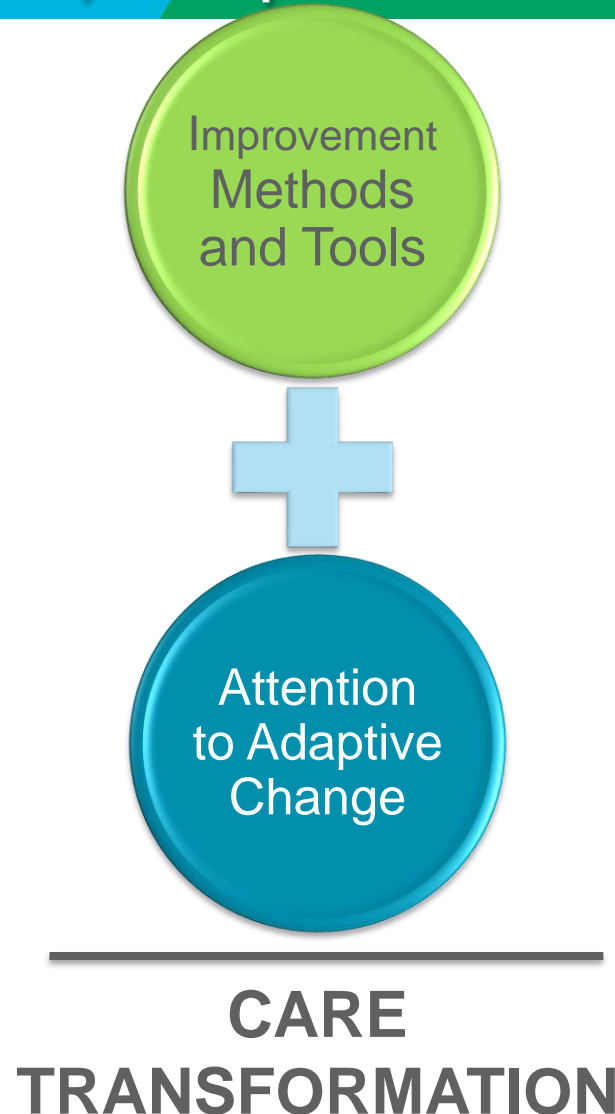 Improvement
Methods
and Tools
Attention
to Adaptive
Change
CARE
TRANSFORMATION